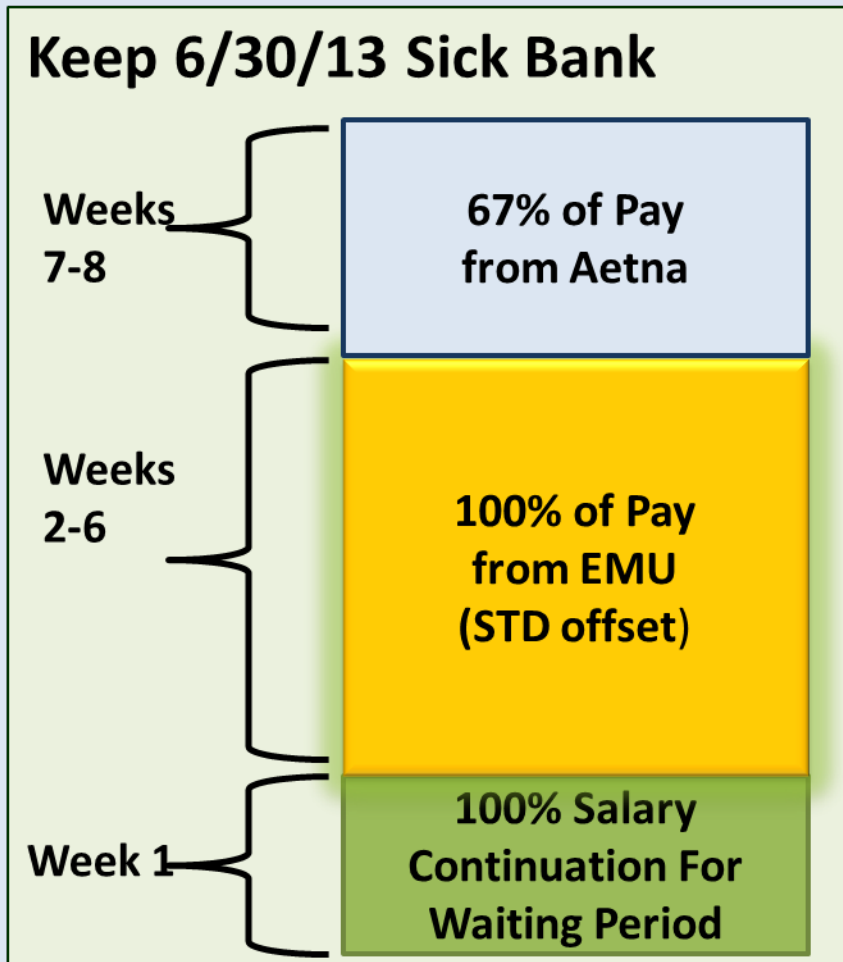 Keep 6/30/13 Sick Bank
Weeks
7-8
67% of Pay
from Aetna
Weeks
2-6
100% of Pay
from EMU
(STD offset)
Week 1
100% Salary
Continuation For
Waiting Period